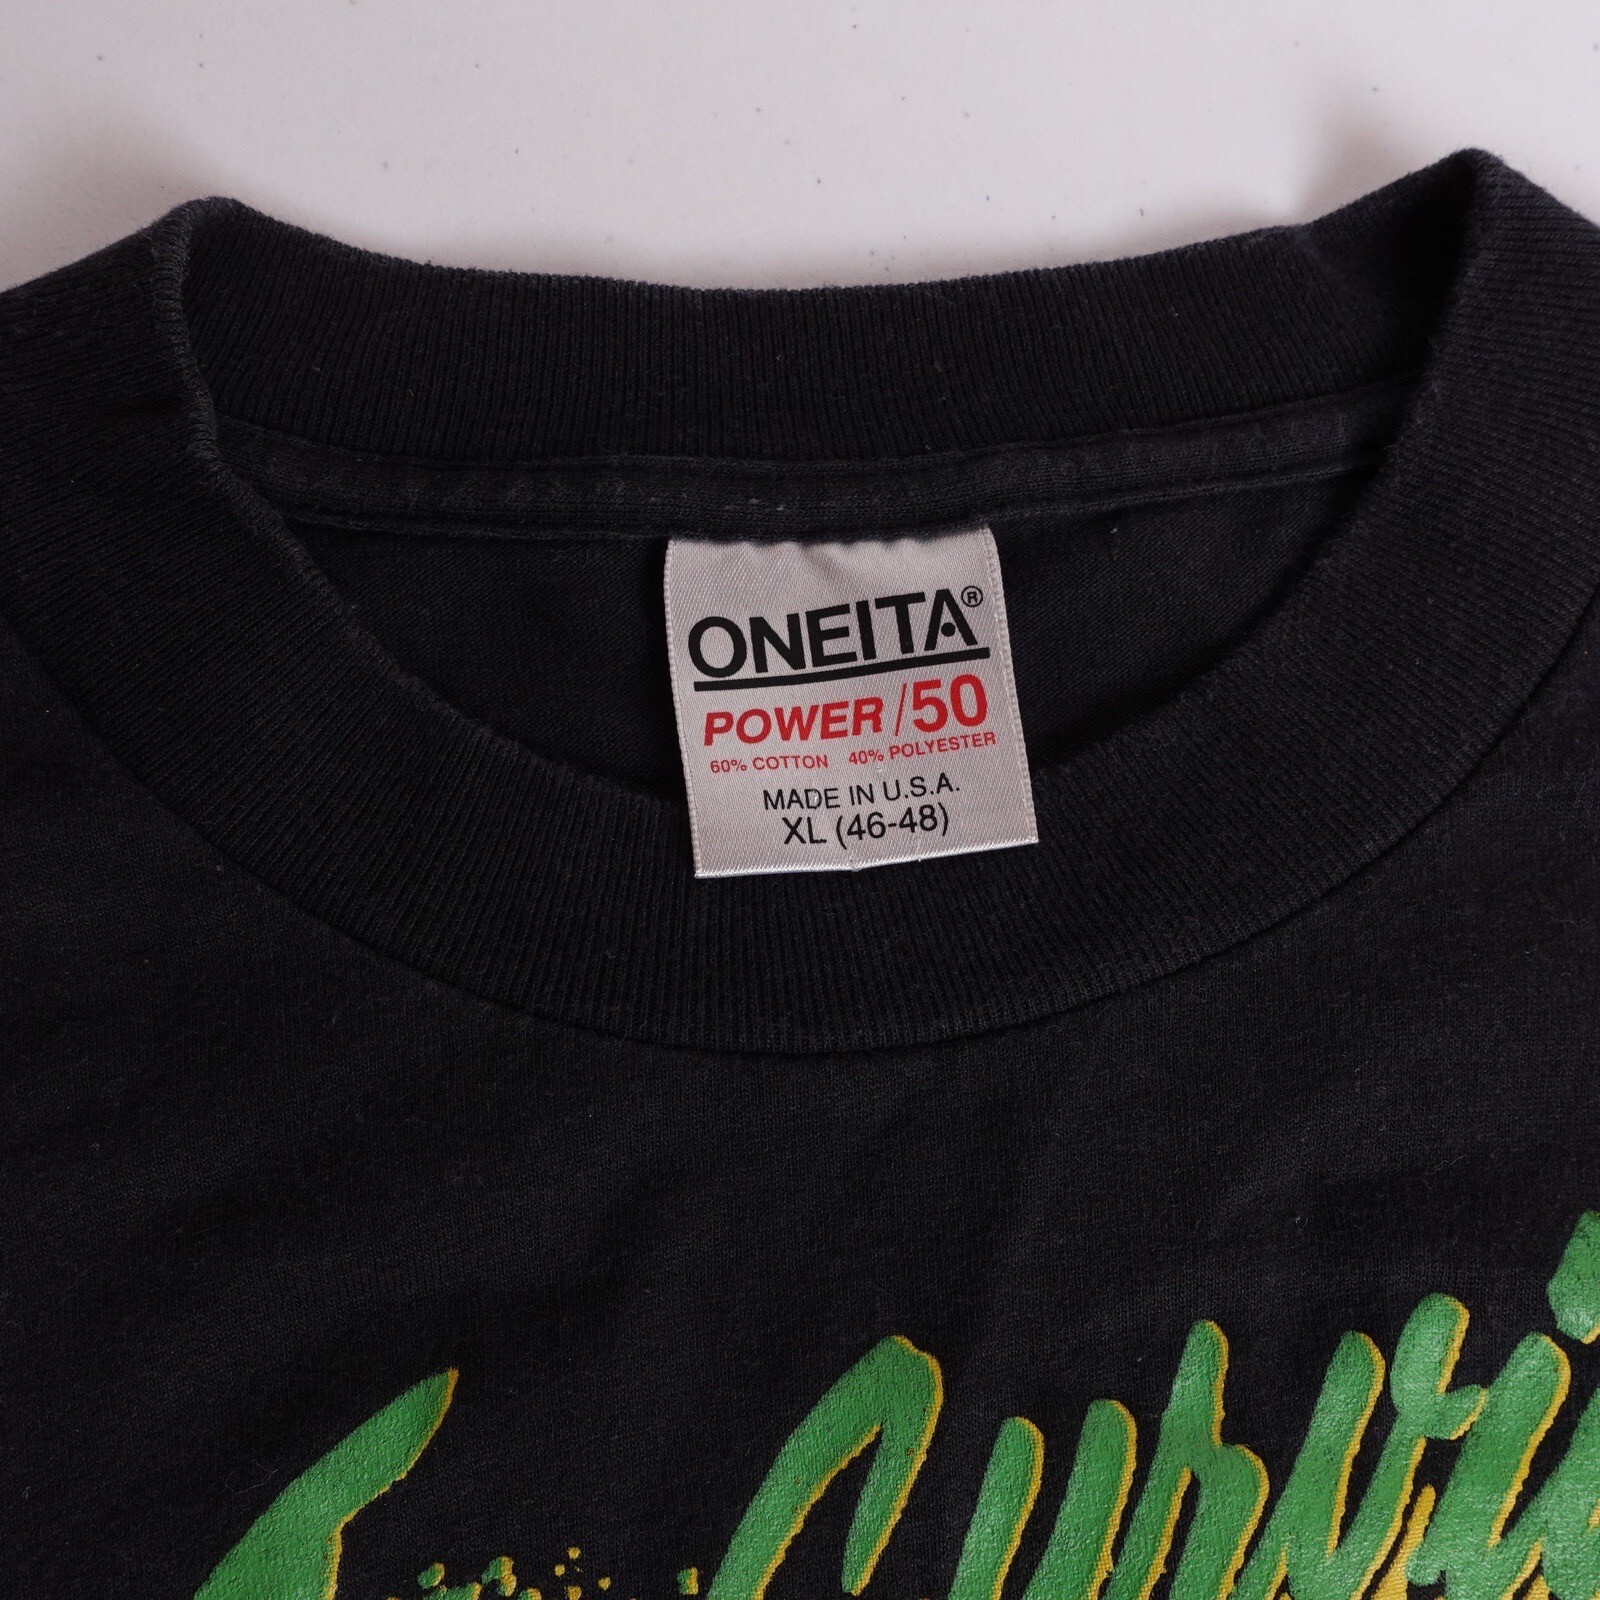 ONEITA®
POWER/50
60% COTTON 40% POLYESTER
MADE IN U.S.A.
XL (46-48)